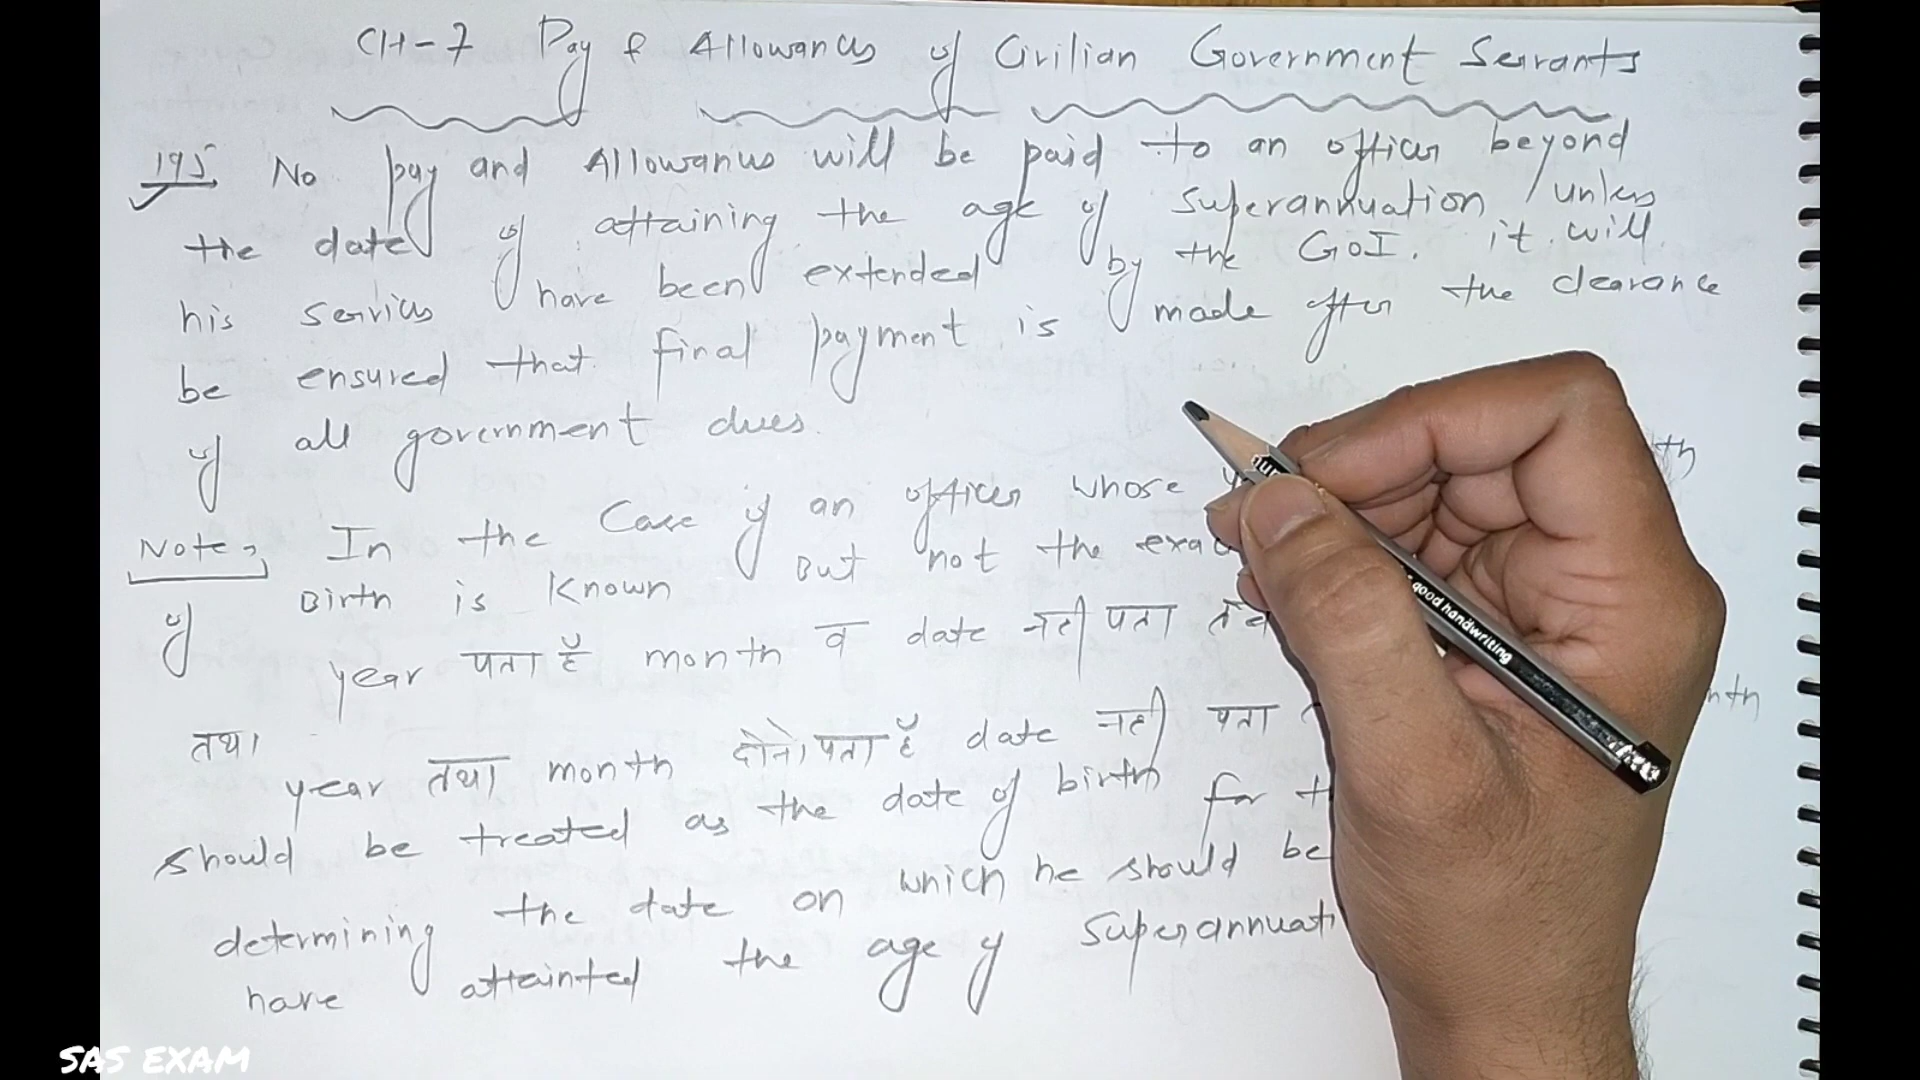 CH-7 Pay & Allowances of Civilian Government Servants
195 No pay and Allowances will be paid to an officer beyond
the date of attaining the age of superannuation, unless
his services have been extended by the GOI. it will
be ensured that final payment is made after the clearance
of all government dues.
Note, In the Case of an officer whose
of Birth is known But not the exac
year पता है month व date नही पता
तथा year तथा month दोनो पता है date नही पता
should be treated as the date of birth for
determining the date on which he should be
have attainted the age of superannuati
good handwriting
SAS EXAM